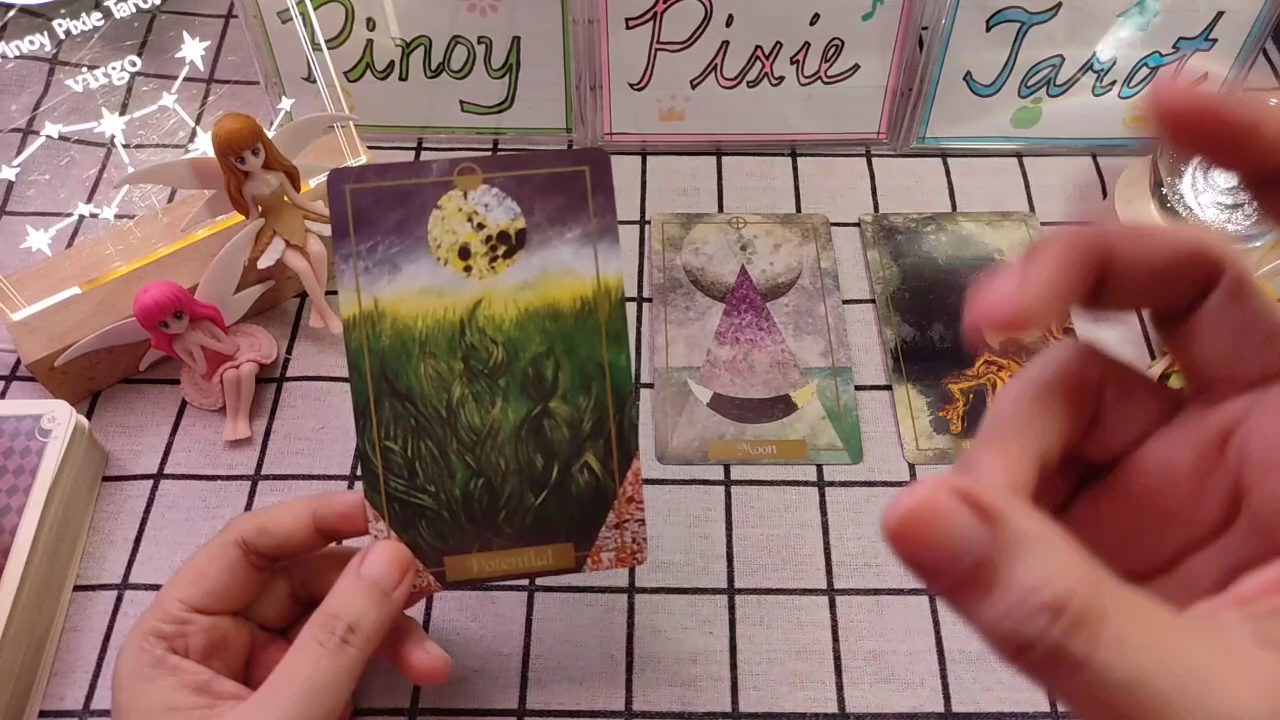 Pinoy Pixie Tarot
virgo
Pinoy
Pixie
Tarot
Moon
Potential